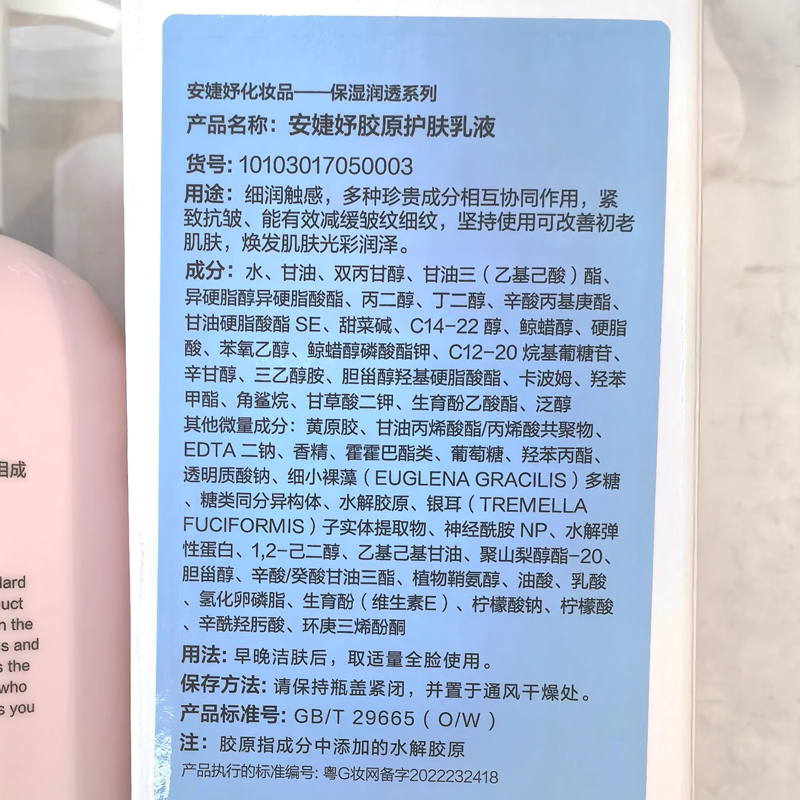 安婕妤化妆品——保湿润透系列
产品名称：安婕妤胶原护肤乳液
货号: 10103017050003
用途：细润触感，多种珍贵成分相互协同作用，紧
致抗皱、能有效减缓皱纹细纹，坚持使用可改善初老
肌肤，焕发肌肤光彩润泽。
成分：水、甘油、双丙甘醇、甘油三（乙基己酸）酯、
异硬脂醇异硬脂酸酯、丙二醇、丁二醇、辛酸丙基庚酯、
甘油硬脂酸酯 SE、甜菜碱、C14-22 醇、鲸蜡醇、硬脂
酸、苯氧乙醇、鲸蜡醇磷酸酯钾、C12-20 烷基葡糖苷、
辛甘醇、三乙醇胺、胆甾醇羟基硬脂酸酯、卡波姆、羟苯
甲酯、角鲨烷、甘草酸二钾、生育酚乙酸酯、泛醇
其他微量成分：黄原胶、甘油丙烯酸酯/丙烯酸共聚物、
EDTA 二钠、香精、霍霍巴酯类、葡萄糖、羟苯丙酯、
透明质酸钠、细小裸藻（EUGLENA GRACILIS）多糖
、糖类同分异构体、水解胶原、银耳（TREMELLA
FUCIFORMIS）子实体提取物、神经酰胺 NP、水解弹
性蛋白、1,2-己二醇、乙基己基甘油、聚山梨醇酯-20、
胆甾醇、辛酸/癸酸甘油三酯、植物鞘氨醇、油酸、乳酸
、氢化卵磷脂、生育酚（维生素E）、柠檬酸钠、柠檬酸
、辛酰羟肟酸、环庚三烯酚酮
用法：早晚洁肤后，取适量全脸使用。
保存方法：请保持瓶盖紧闭，并置于通风干燥处。
产品标准号: GB/T 29665（O/W）
注：胶原指成分中添加的水解胶原
产品执行的标准编号: 粤G妆网备字2022232418
相成
dard
uct
n the
s and
s the
who
s you